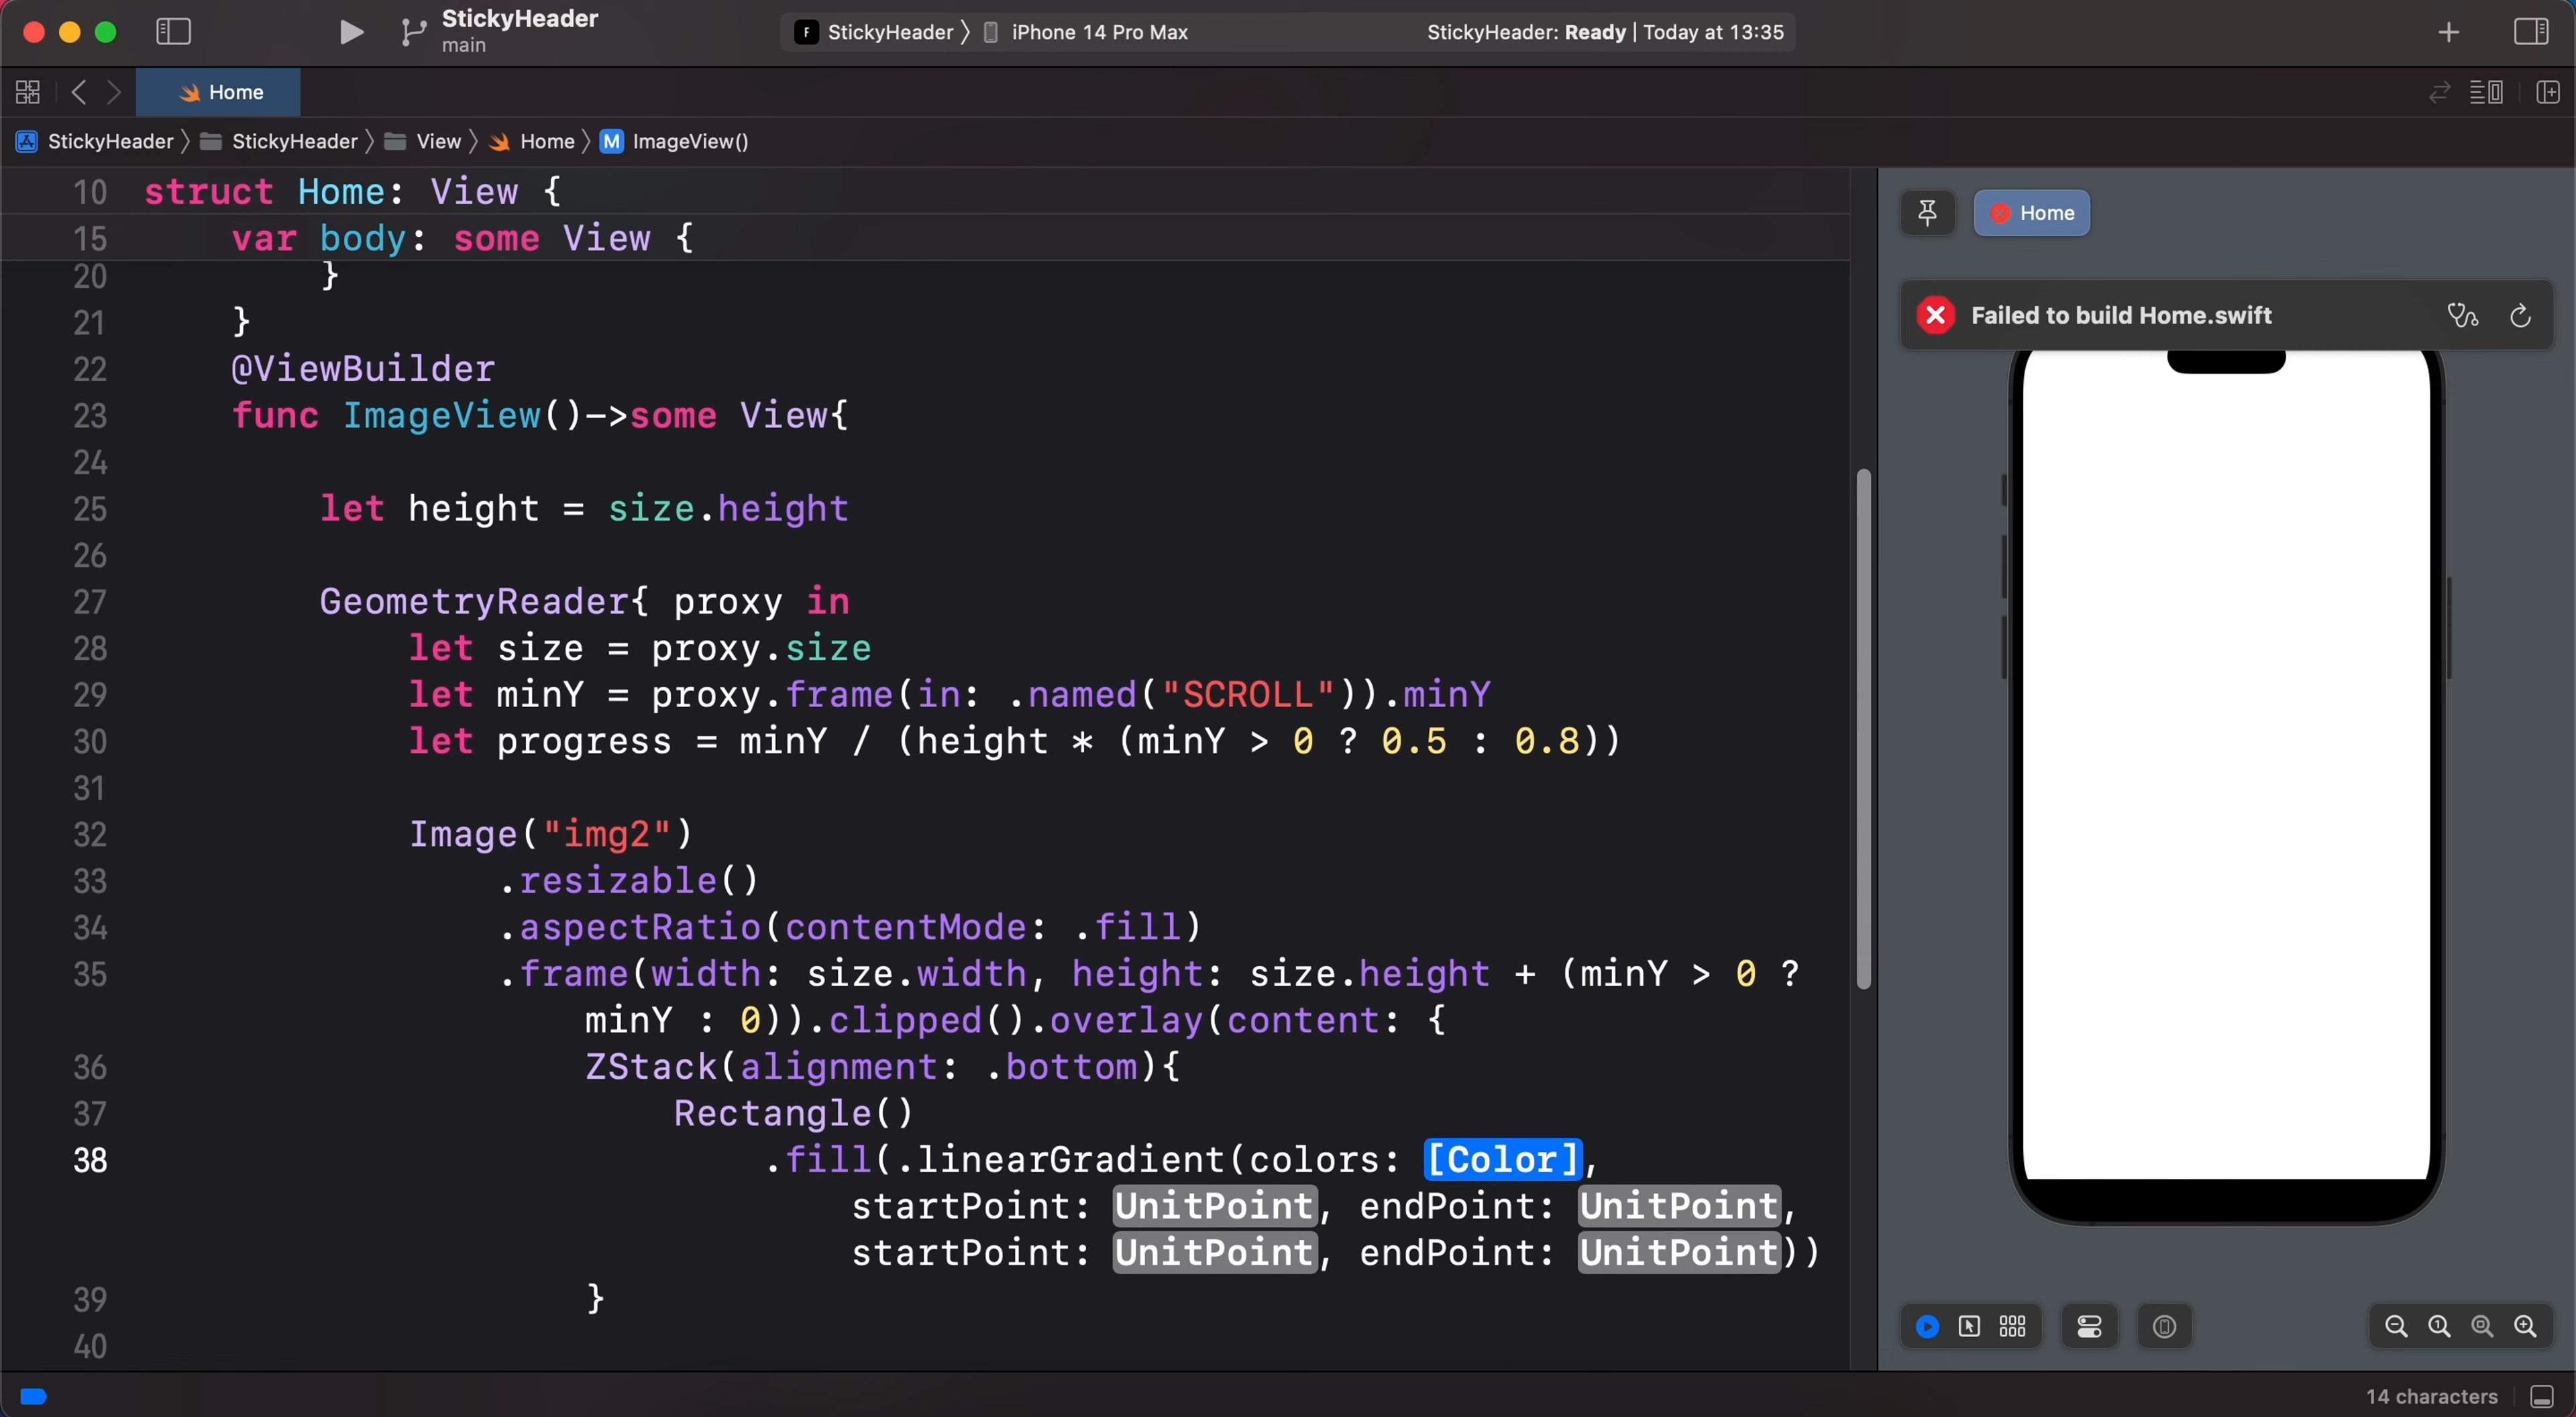 StickyHeader
main
StickyHeader 〉 iPhone 14 Pro Max
StickyHeader: Ready | Today at 13:35
Home
StickyHeader 〉 StickyHeader 〉 View 〉 Home 〉 M ImageView()
10 struct Home: View {
15 var body: some View {
20 }
21 }
22 @ViewBuilder
23 func ImageView()->some View{
24
25 let height = size.height
26
27 GeometryReader{ proxy in
28 let size = proxy.size
29 let minY = proxy.frame(in: .named("SCROLL")).minY
30 let progress = minY / (height * (minY > 0 ? 0.5 : 0.8))
31
32 Image("img2")
33 .resizable()
34 .aspectRatio(contentMode: .fill)
35 .frame(width: size.width, height: size.height + (minY > 0 ?
minY : 0)).clipped().overlay(content: {
36 ZStack(alignment: .bottom){
37 Rectangle()
38 .fill(.linearGradient(colors: [Color],
startPoint: UnitPoint, endPoint: UnitPoint,
startPoint: UnitPoint, endPoint: UnitPoint))
39 }
40
Home
Failed to build Home.swift
14 characters